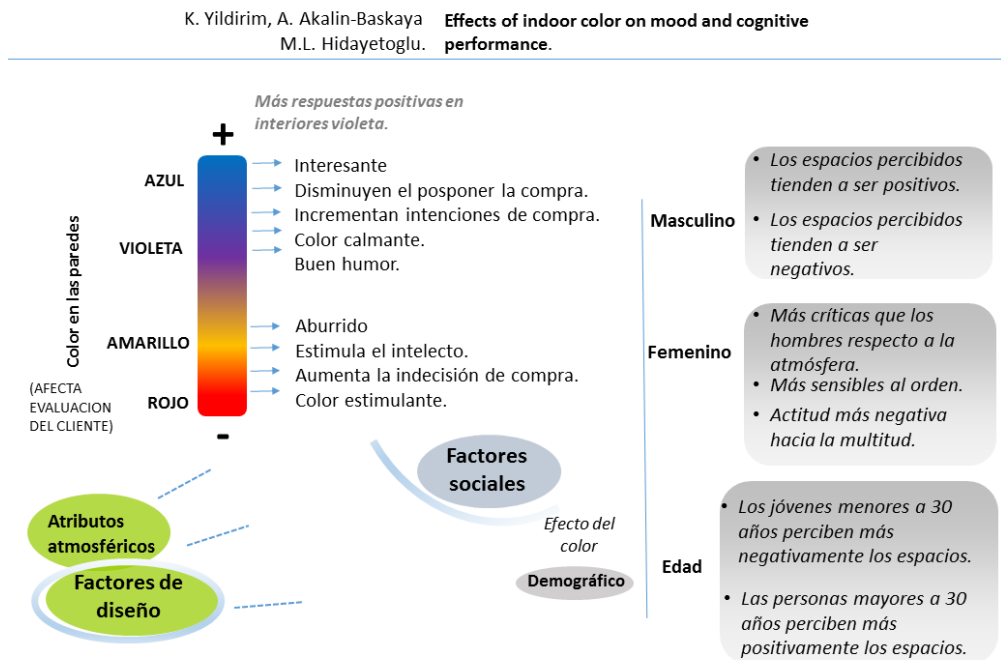 K. Yildirim, A. Akalin-Baskaya
M.L. Hidayetoglu.
Effects of indoor color on mood and cognitive
performance.
Más respuestas positivas en
interiores violeta.
+
AZUL
VIOLETA
AMARILLO
ROJO
-
Color en las paredes
(AFECTA
EVALUACION
DEL CLIENTE)
Interesante
Disminuyen el posponer la compra.
Incrementan intenciones de compra.
Color calmante.
Buen humor.
Aburrido
Estimula el intelecto.
Aumenta la indecisión de compra.
Color estimulante.
Atributos
atmosféricos
Factores de
diseño
Factores
sociales
Efecto del
color
Demográfico
Masculino
• Los espacios percibidos
tienden a ser positivos.
• Los espacios percibidos
tienden a ser
negativos.
Femenino
• Más críticas que los
hombres respecto a la
atmósfera.
• Más sensibles al orden.
• Actitud más negativa
hacia la multitud.
Edad
• Los jóvenes menores a 30
años perciben más
negativamente los espacios.
• Las personas mayores a 30
años perciben más
positivamente los espacios.